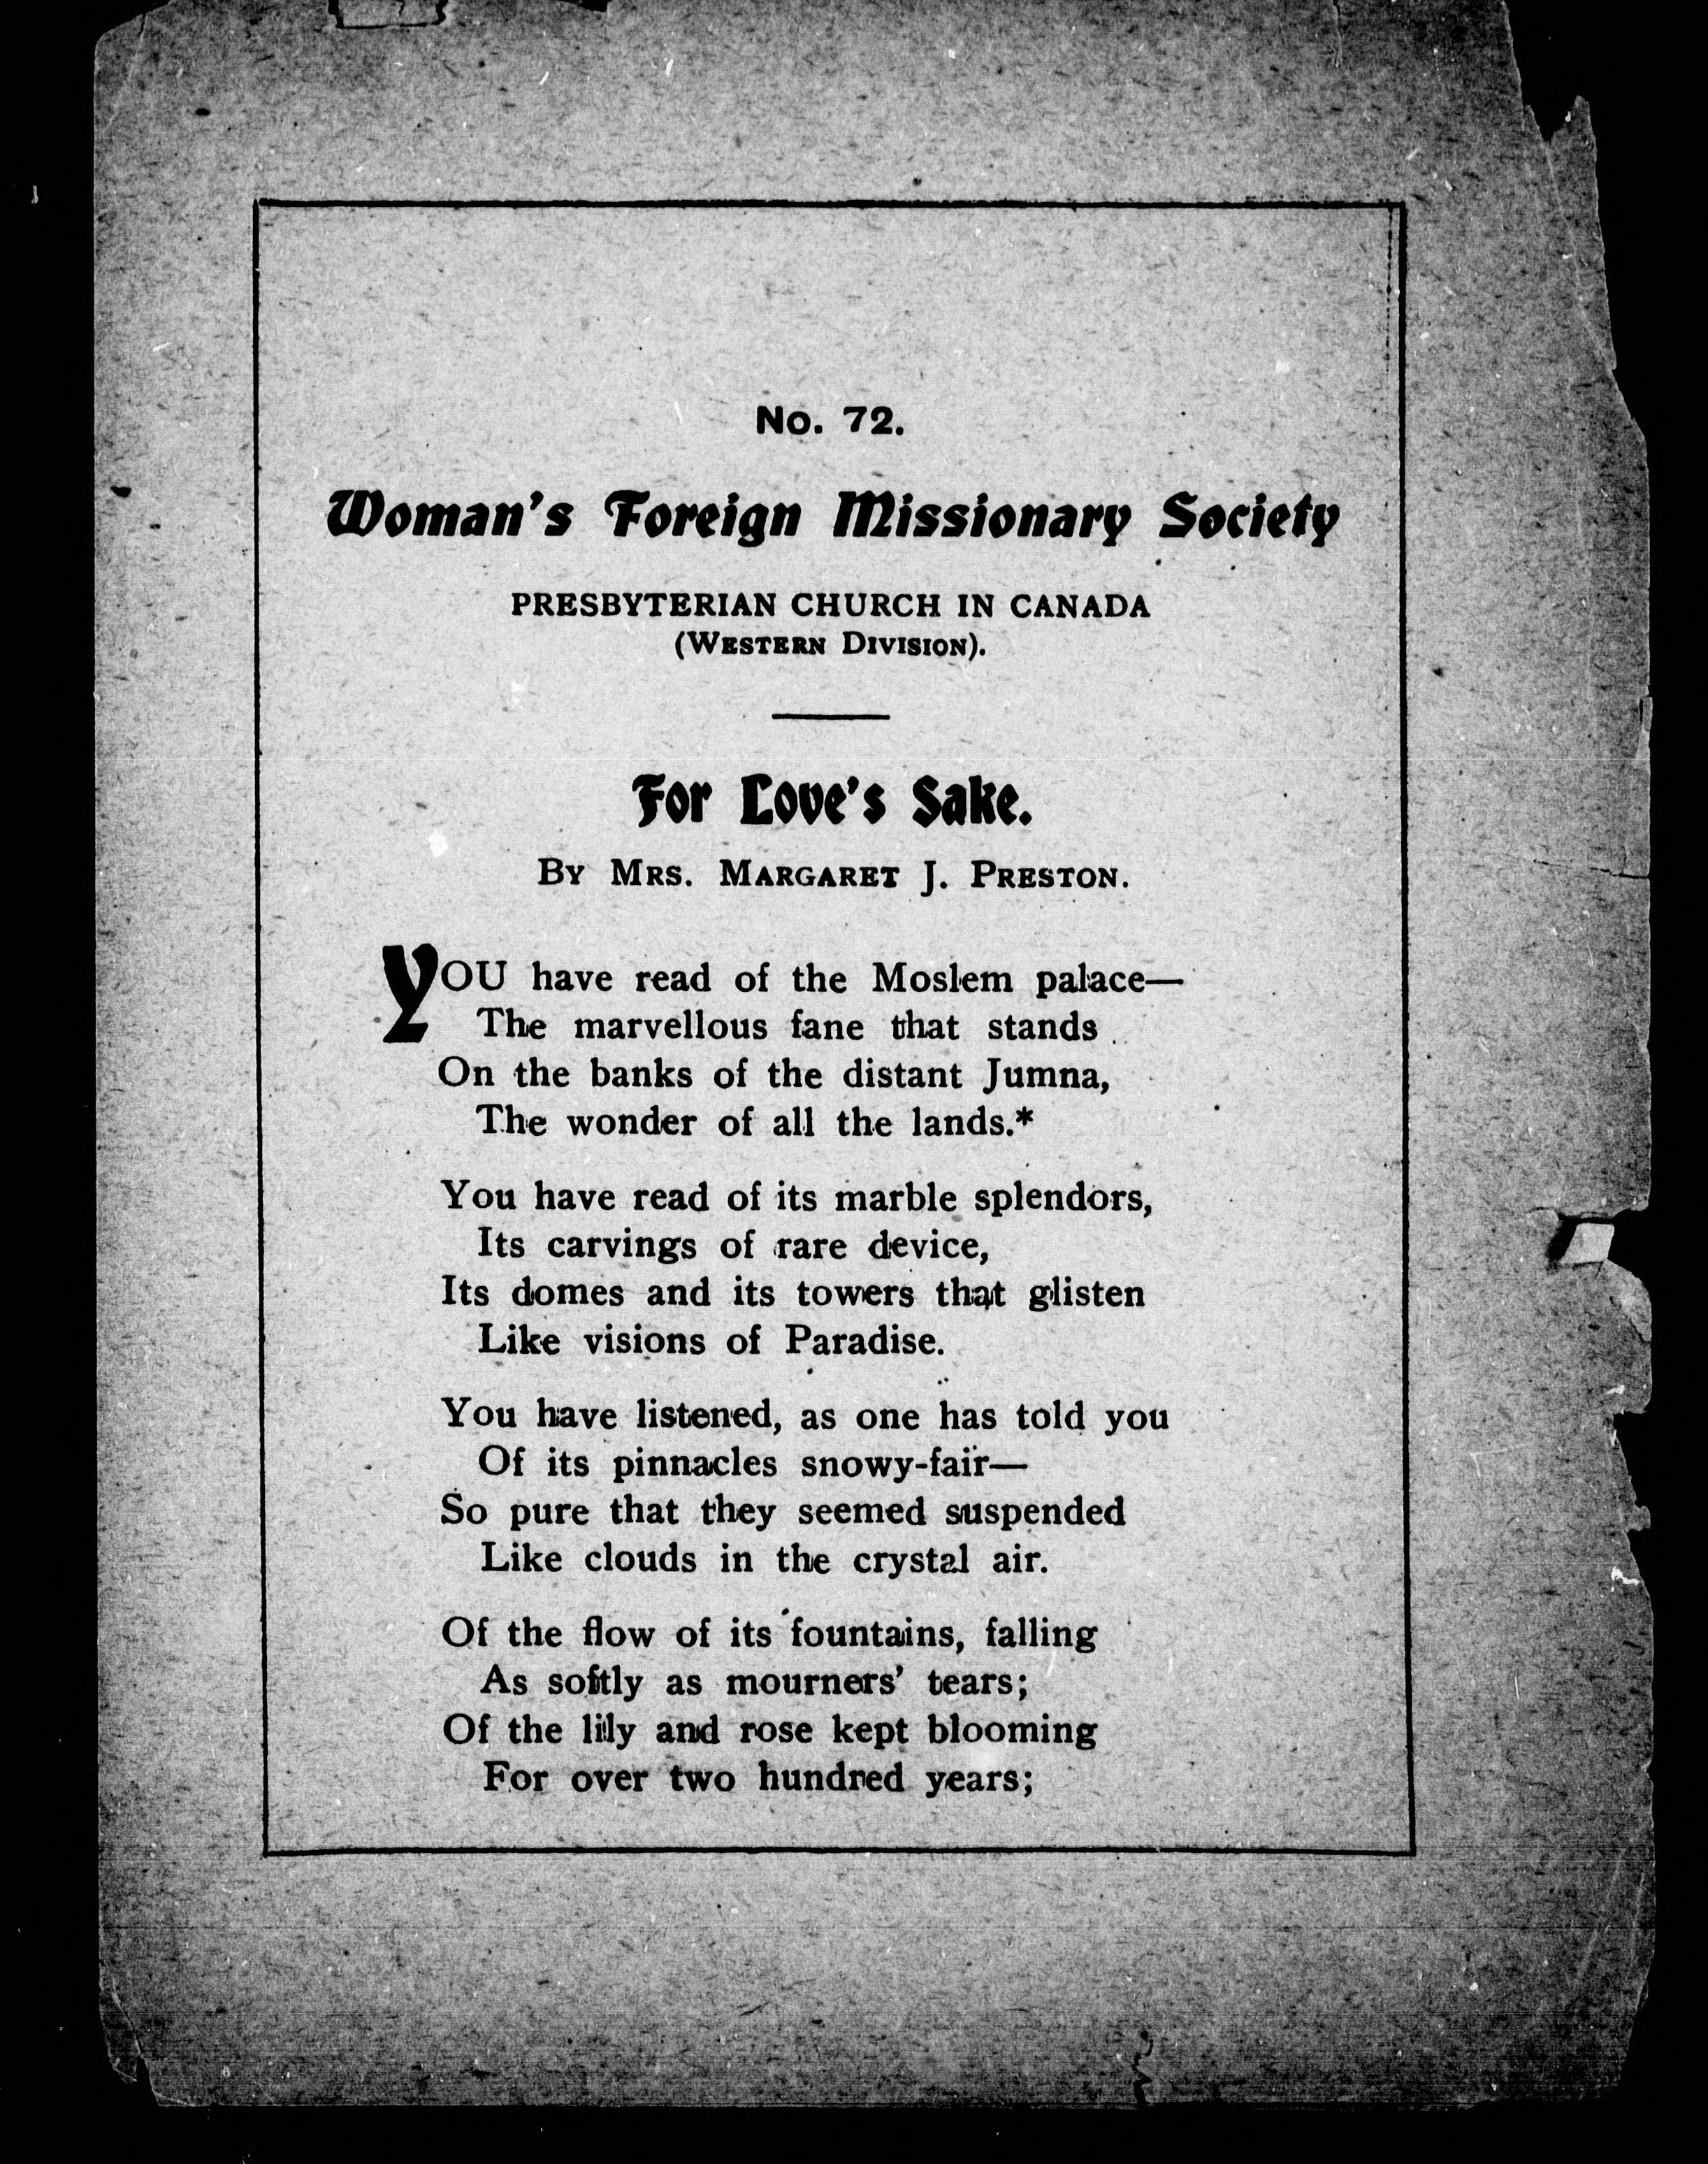 No. 72.
Woman's Foreign Missionary Society
PRESBYTERIAN CHURCH IN CANADA
(WESTERN DIVISION).
For Love's Sake.
BY MRS. MARGARET J. PRESTON.
YOU have read of the Moslem palace—
The marvellous fane that stands
On the banks of the distant Jumna,
The wonder of all the lands.*
You have read of its marble splendors,
Its carvings of rare device,
Its domes and its towers that glisten
Like visions of Paradise.
You have listened, as one has told you
Of its pinnacles snowy-fair—
So pure that they seemed suspended
Like clouds in the crystal air.
Of the flow of its fountains, falling
As softly as mourners' tears;
Of the lily and rose kept blooming
For over two hundred years;